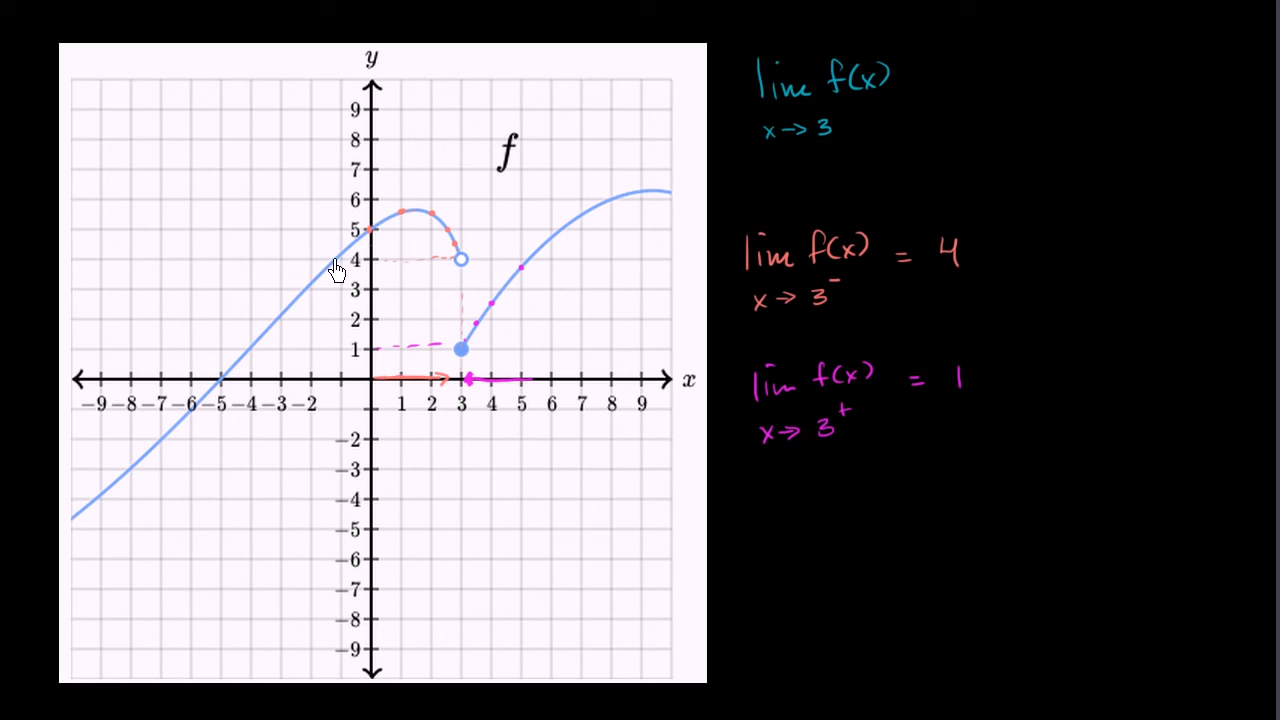 y
9
8
7
6
5
4
3
2
1
f
x
−9 −8 −7 −6 −5 −4 −3 −2 1 2 3 4 5 6 7 8 9
−2
−3
−4
−5
−6
−7
−8
−9
lim f(x)
x → 3
lim f(x) = 4
x → 3⁻
lim f(x) = 1
x → 3⁺